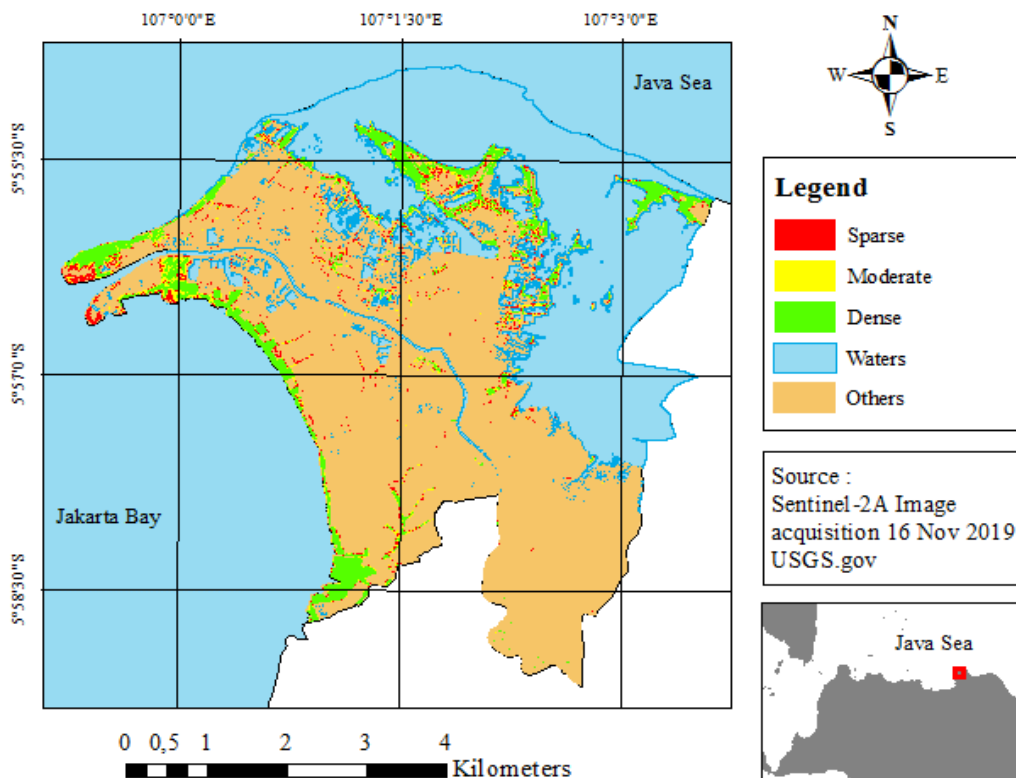 107°0'0"E 107°1'30"E 107°3'0"E
N
W E
S
Java Sea
5°55'30"S
5°57'0"S
5°58'30"S
Jakarta Bay
Legend
Sparse
Moderate
Dense
Waters
Others
Source :
Sentinel-2A Image
acquisition 16 Nov 2019
USGS.gov
Java Sea
0 0,5 1 2 3 4
Kilometers